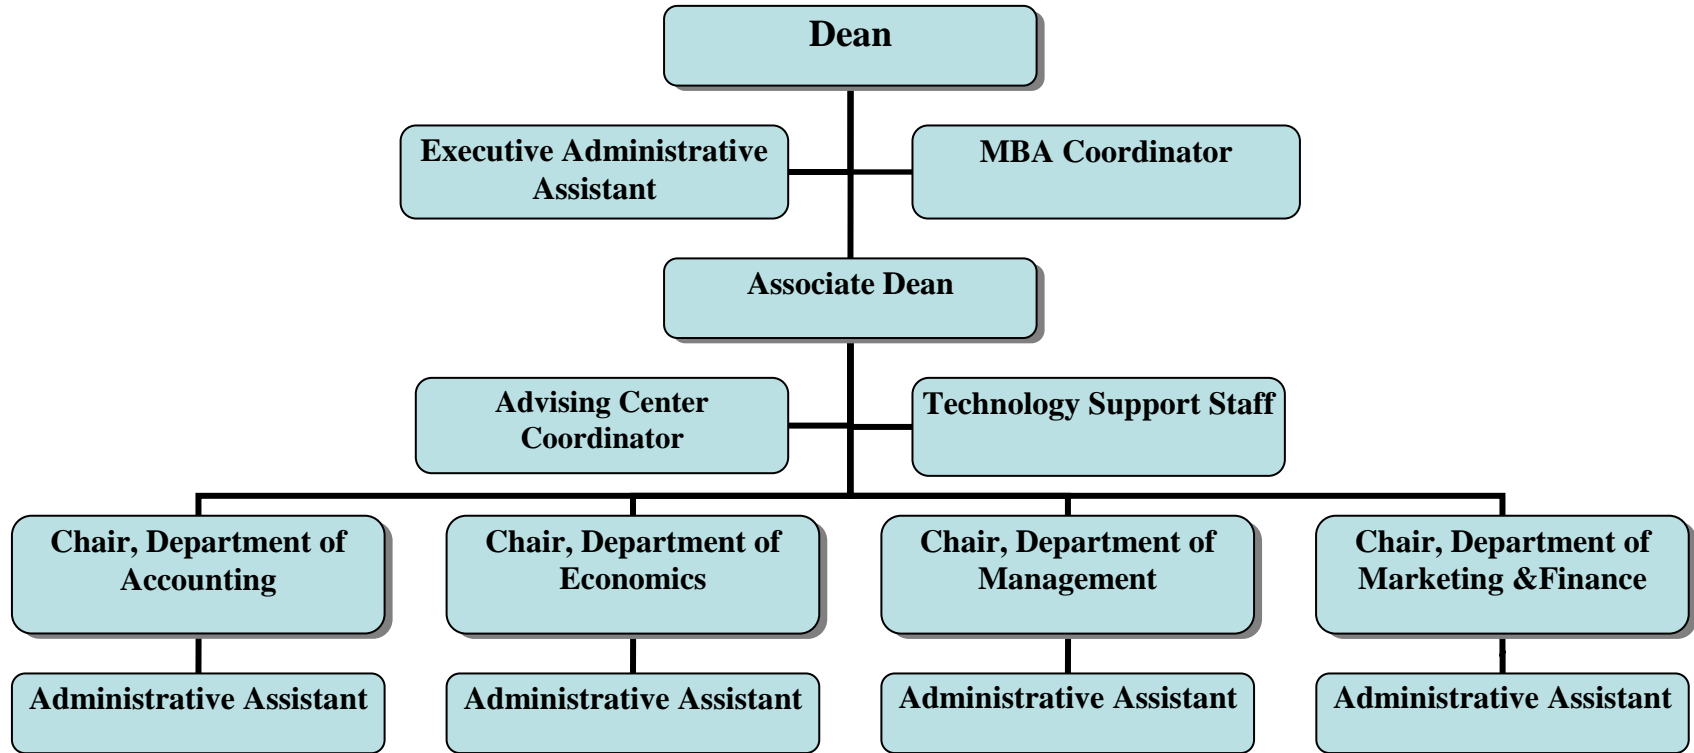 Dean
Executive Administrative
Assistant
MBA Coordinator
Associate Dean
Advising Center
Coordinator
Technology Support Staff
Chair, Department of
Accounting
Chair, Department of
Economics
Chair, Department of
Management
Chair, Department of
Marketing &Finance
Administrative Assistant
Administrative Assistant
Administrative Assistant
Administrative Assistant